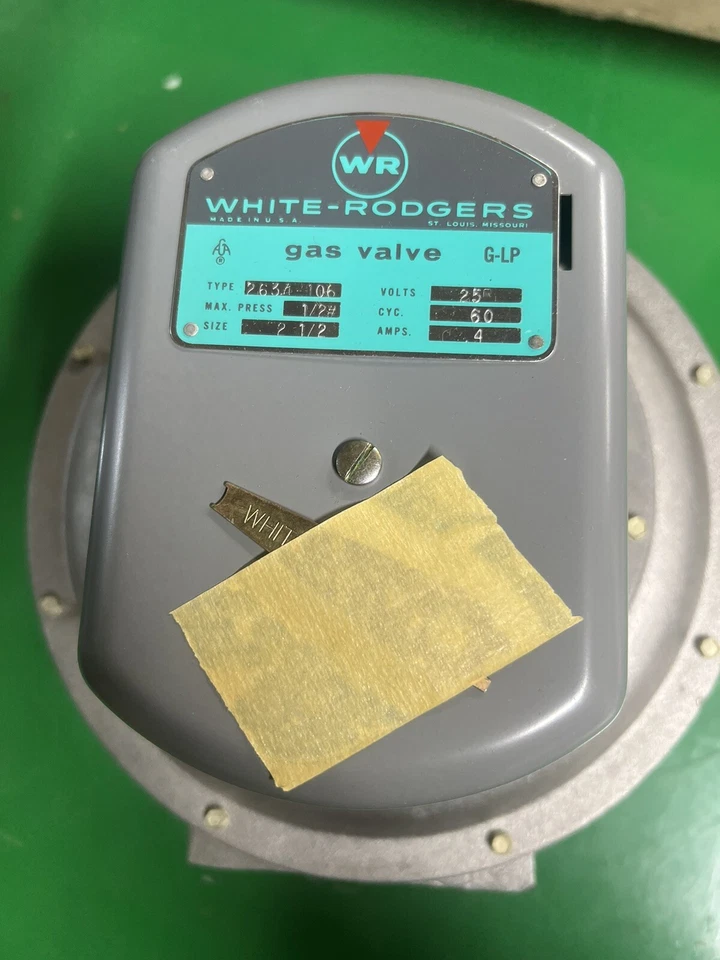 WR
WHITE-RODGERS
MADE IN U.S.A. ST. LOUIS, MISSOURI
gas valve G-LP
TYPE 263A-106 VOLTS 25
MAX. PRESS 1/2# CYC. 60
SIZE 2 1/2 AMPS. 4
WHIT